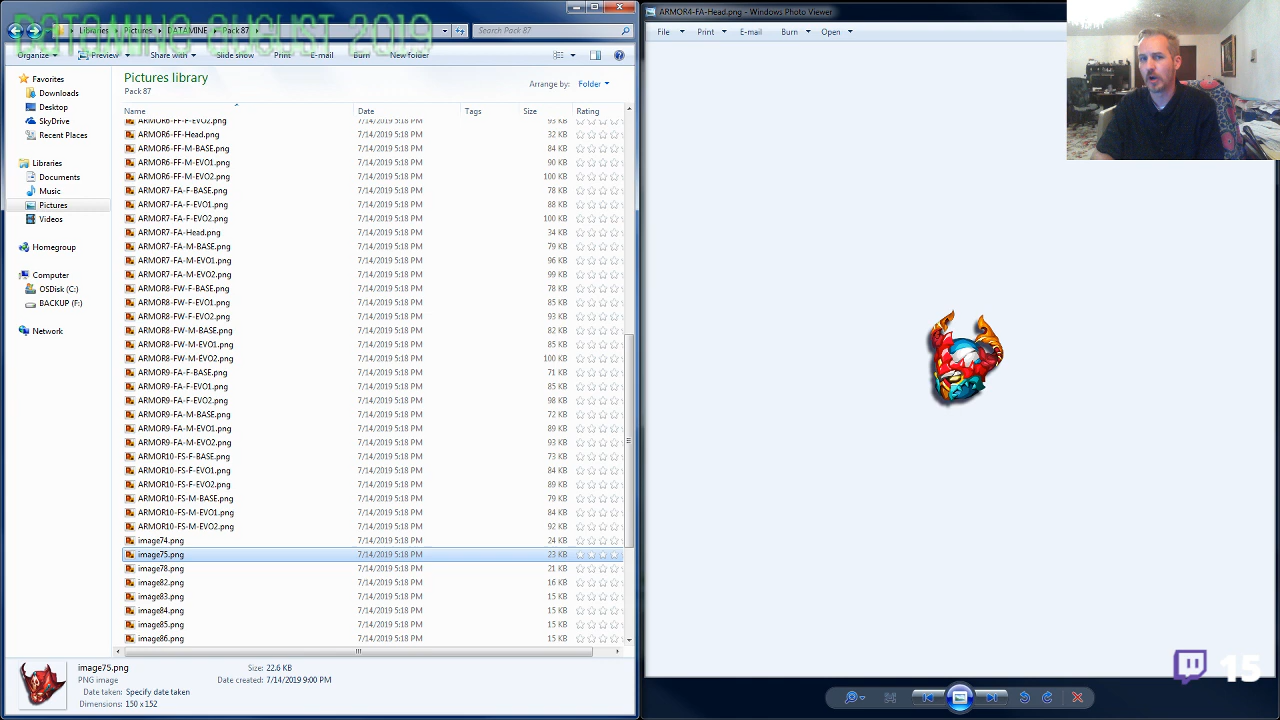 DATAMINING AUGUST 2019
Libraries Pictures DATAMINE Pack 87
Search Pack 87
Organize Preview Share with Slide show Print E-mail Burn New folder
Pictures library
Pack 87
Arrange by: Folder
Name Date Tags Size Rating
Favorites
Downloads
Desktop
SkyDrive
Recent Places
Libraries
Documents
Music
Pictures
Videos
Homegroup
Computer
OSDisk (C:)
BACKUP (F:)
Network
ARMOR6-FF-F-EVO2.png 7/14/2019 5:18 PM 93 KB
ARMOR6-FF-Head.png 7/14/2019 5:18 PM 32 KB
ARMOR6-FF-M-BASE.png 7/14/2019 5:18 PM 84 KB
ARMOR6-FF-M-EVO1.png 7/14/2019 5:18 PM 90 KB
ARMOR6-FF-M-EVO2.png 7/14/2019 5:18 PM 100 KB
ARMOR7-FA-F-BASE.png 7/14/2019 5:18 PM 78 KB
ARMOR7-FA-F-EVO1.png 7/14/2019 5:18 PM 88 KB
ARMOR7-FA-F-EVO2.png 7/14/2019 5:18 PM 100 KB
ARMOR7-FA-Head.png 7/14/2019 5:18 PM 34 KB
ARMOR7-FA-M-BASE.png 7/14/2019 5:18 PM 79 KB
ARMOR7-FA-M-EVO1.png 7/14/2019 5:18 PM 96 KB
ARMOR7-FA-M-EVO2.png 7/14/2019 5:18 PM 99 KB
ARMOR8-FW-F-BASE.png 7/14/2019 5:18 PM 78 KB
ARMOR8-FW-F-EVO1.png 7/14/2019 5:18 PM 85 KB
ARMOR8-FW-F-EVO2.png 7/14/2019 5:18 PM 93 KB
ARMOR8-FW-M-BASE.png 7/14/2019 5:18 PM 82 KB
ARMOR8-FW-M-EVO1.png 7/14/2019 5:18 PM 85 KB
ARMOR8-FW-M-EVO2.png 7/14/2019 5:18 PM 100 KB
ARMOR9-FA-F-BASE.png 7/14/2019 5:18 PM 71 KB
ARMOR9-FA-F-EVO1.png 7/14/2019 5:18 PM 85 KB
ARMOR9-FA-F-EVO2.png 7/14/2019 5:18 PM 98 KB
ARMOR9-FA-M-BASE.png 7/14/2019 5:18 PM 72 KB
ARMOR9-FA-M-EVO1.png 7/14/2019 5:18 PM 89 KB
ARMOR9-FA-M-EVO2.png 7/14/2019 5:18 PM 93 KB
ARMOR10-FS-F-BASE.png 7/14/2019 5:18 PM 73 KB
ARMOR10-FS-F-EVO1.png 7/14/2019 5:18 PM 84 KB
ARMOR10-FS-F-EVO2.png 7/14/2019 5:18 PM 89 KB
ARMOR10-FS-M-BASE.png 7/14/2019 5:18 PM 79 KB
ARMOR10-FS-M-EVO1.png 7/14/2019 5:18 PM 84 KB
ARMOR10-FS-M-EVO2.png 7/14/2019 5:18 PM 92 KB
image74.png 7/14/2019 5:18 PM 24 KB
image75.png 7/14/2019 5:18 PM 23 KB
image78.png 7/14/2019 5:18 PM 21 KB
image82.png 7/14/2019 5:18 PM 16 KB
image83.png 7/14/2019 5:18 PM 15 KB
image84.png 7/14/2019 5:18 PM 15 KB
image85.png 7/14/2019 5:18 PM 15 KB
image86.png 7/14/2019 5:18 PM 15 KB
image75.png Size: 22.6 KB
PNG image Date created: 7/14/2019 9:00 PM
Date taken: Specify date taken
Dimensions: 150 x 152
ARMOR4-FA-Head.png - Windows Photo Viewer
File Print E-mail Burn Open
15